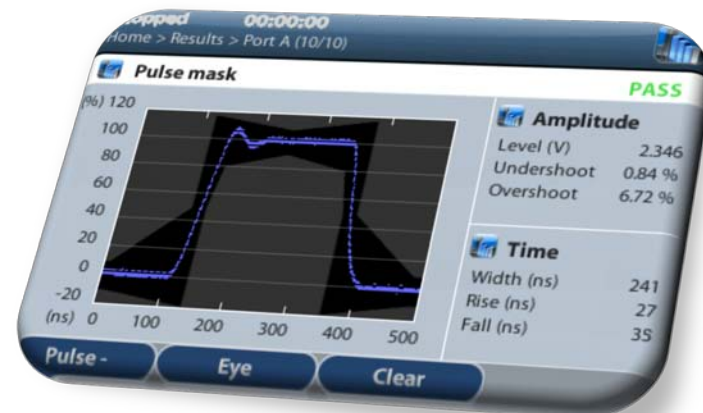 00:00:00
Home > Results > Port A (10/10)
Pulse mask
PASS
(%) 120
100
80
60
40
20
0
-20
(ns) 0 100 200 300 400 500
Amplitude
Level (V) 2.346
Undershoot 0.84 %
Overshoot 6.72 %
Time
Width (ns) 241
Rise (ns) 27
Fall (ns) 35
Pulse -
Eye
Clear